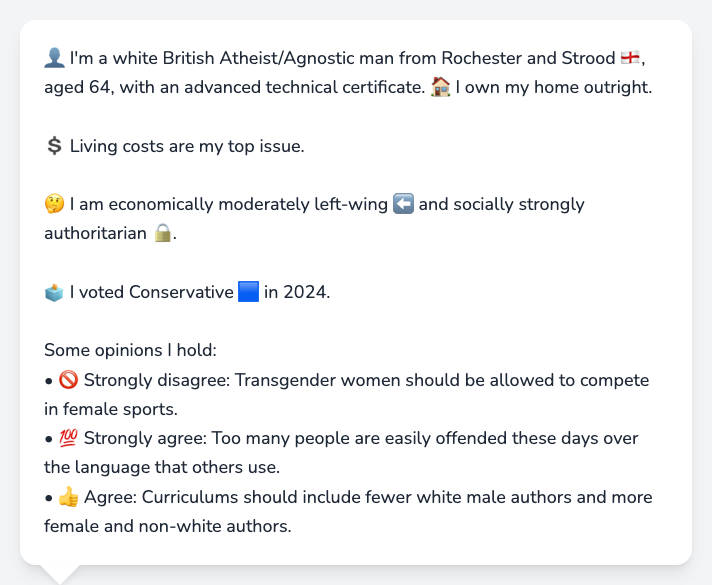 👤 I'm a white British Atheist/Agnostic man from Rochester and Strood 🏴󠁧󠁢󠁥󠁮󠁧󠁿,
aged 64, with an advanced technical certificate. 🏠 I own my home outright.
💲 Living costs are my top issue.
🤔 I am economically moderately left-wing ⬅️ and socially strongly
authoritarian 🔒.
🗳️ I voted Conservative 🟦 in 2024.
Some opinions I hold:
• 🚫 Strongly disagree: Transgender women should be allowed to compete
in female sports.
• 💯 Strongly agree: Too many people are easily offended these days over
the language that others use.
• 👍 Agree: Curriculums should include fewer white male authors and more
female and non-white authors.